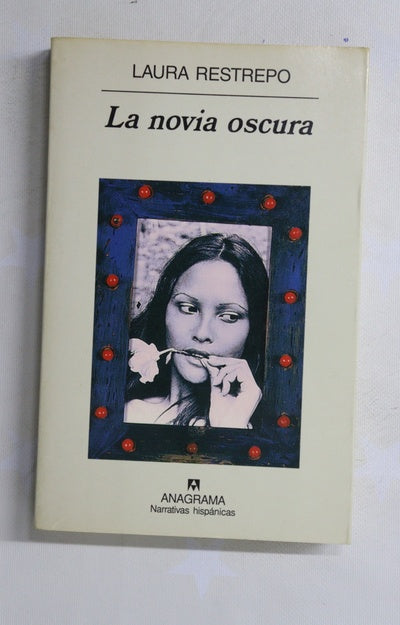 LAURA RESTREPO
La novia oscura
ANAGRAMA
Narrativas hispánicas